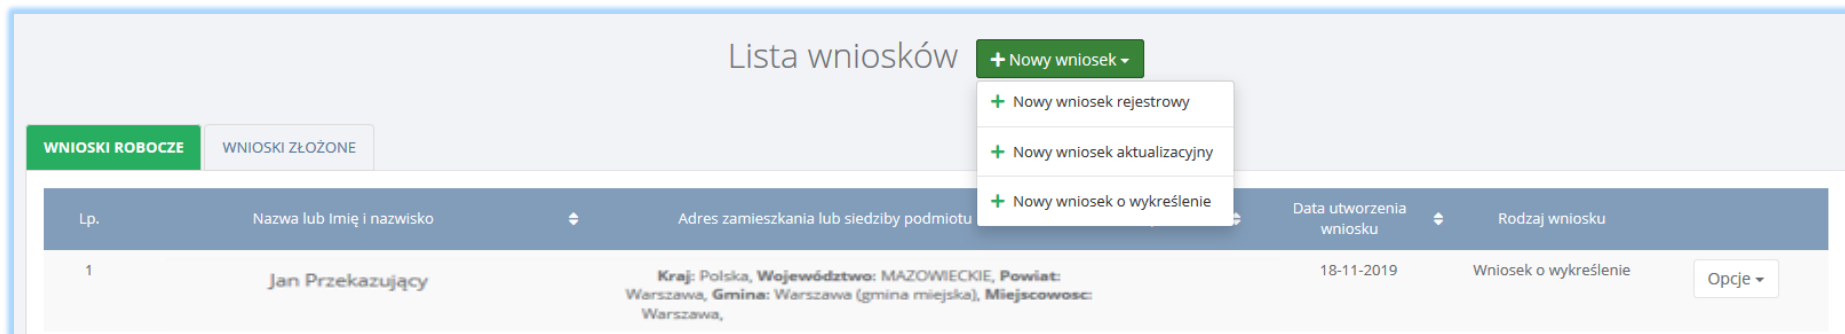 Lista wniosków
Nowy wniosek
Nowy wniosek rejestrowy
Nowy wniosek aktualizacyjny
Nowy wniosek o wykreślenie
WNIOSKI ROBOCZE
WNIOSKI ZŁOŻONE
Lp.
Nazwa lub Imię i nazwisko
Adres zamieszkania lub siedziby podmiotu
Data utworzenia
wniosku
Rodzaj wniosku
1
Jan Przekazujący
Kraj: Polska, Województwo: MAZOWIECKIE, Powiat:
Warszawa, Gmina: Warszawa (gmina miejska), Miejscowosc:
Warszawa,
18-11-2019
Wniosek o wykreślenie
Opcje